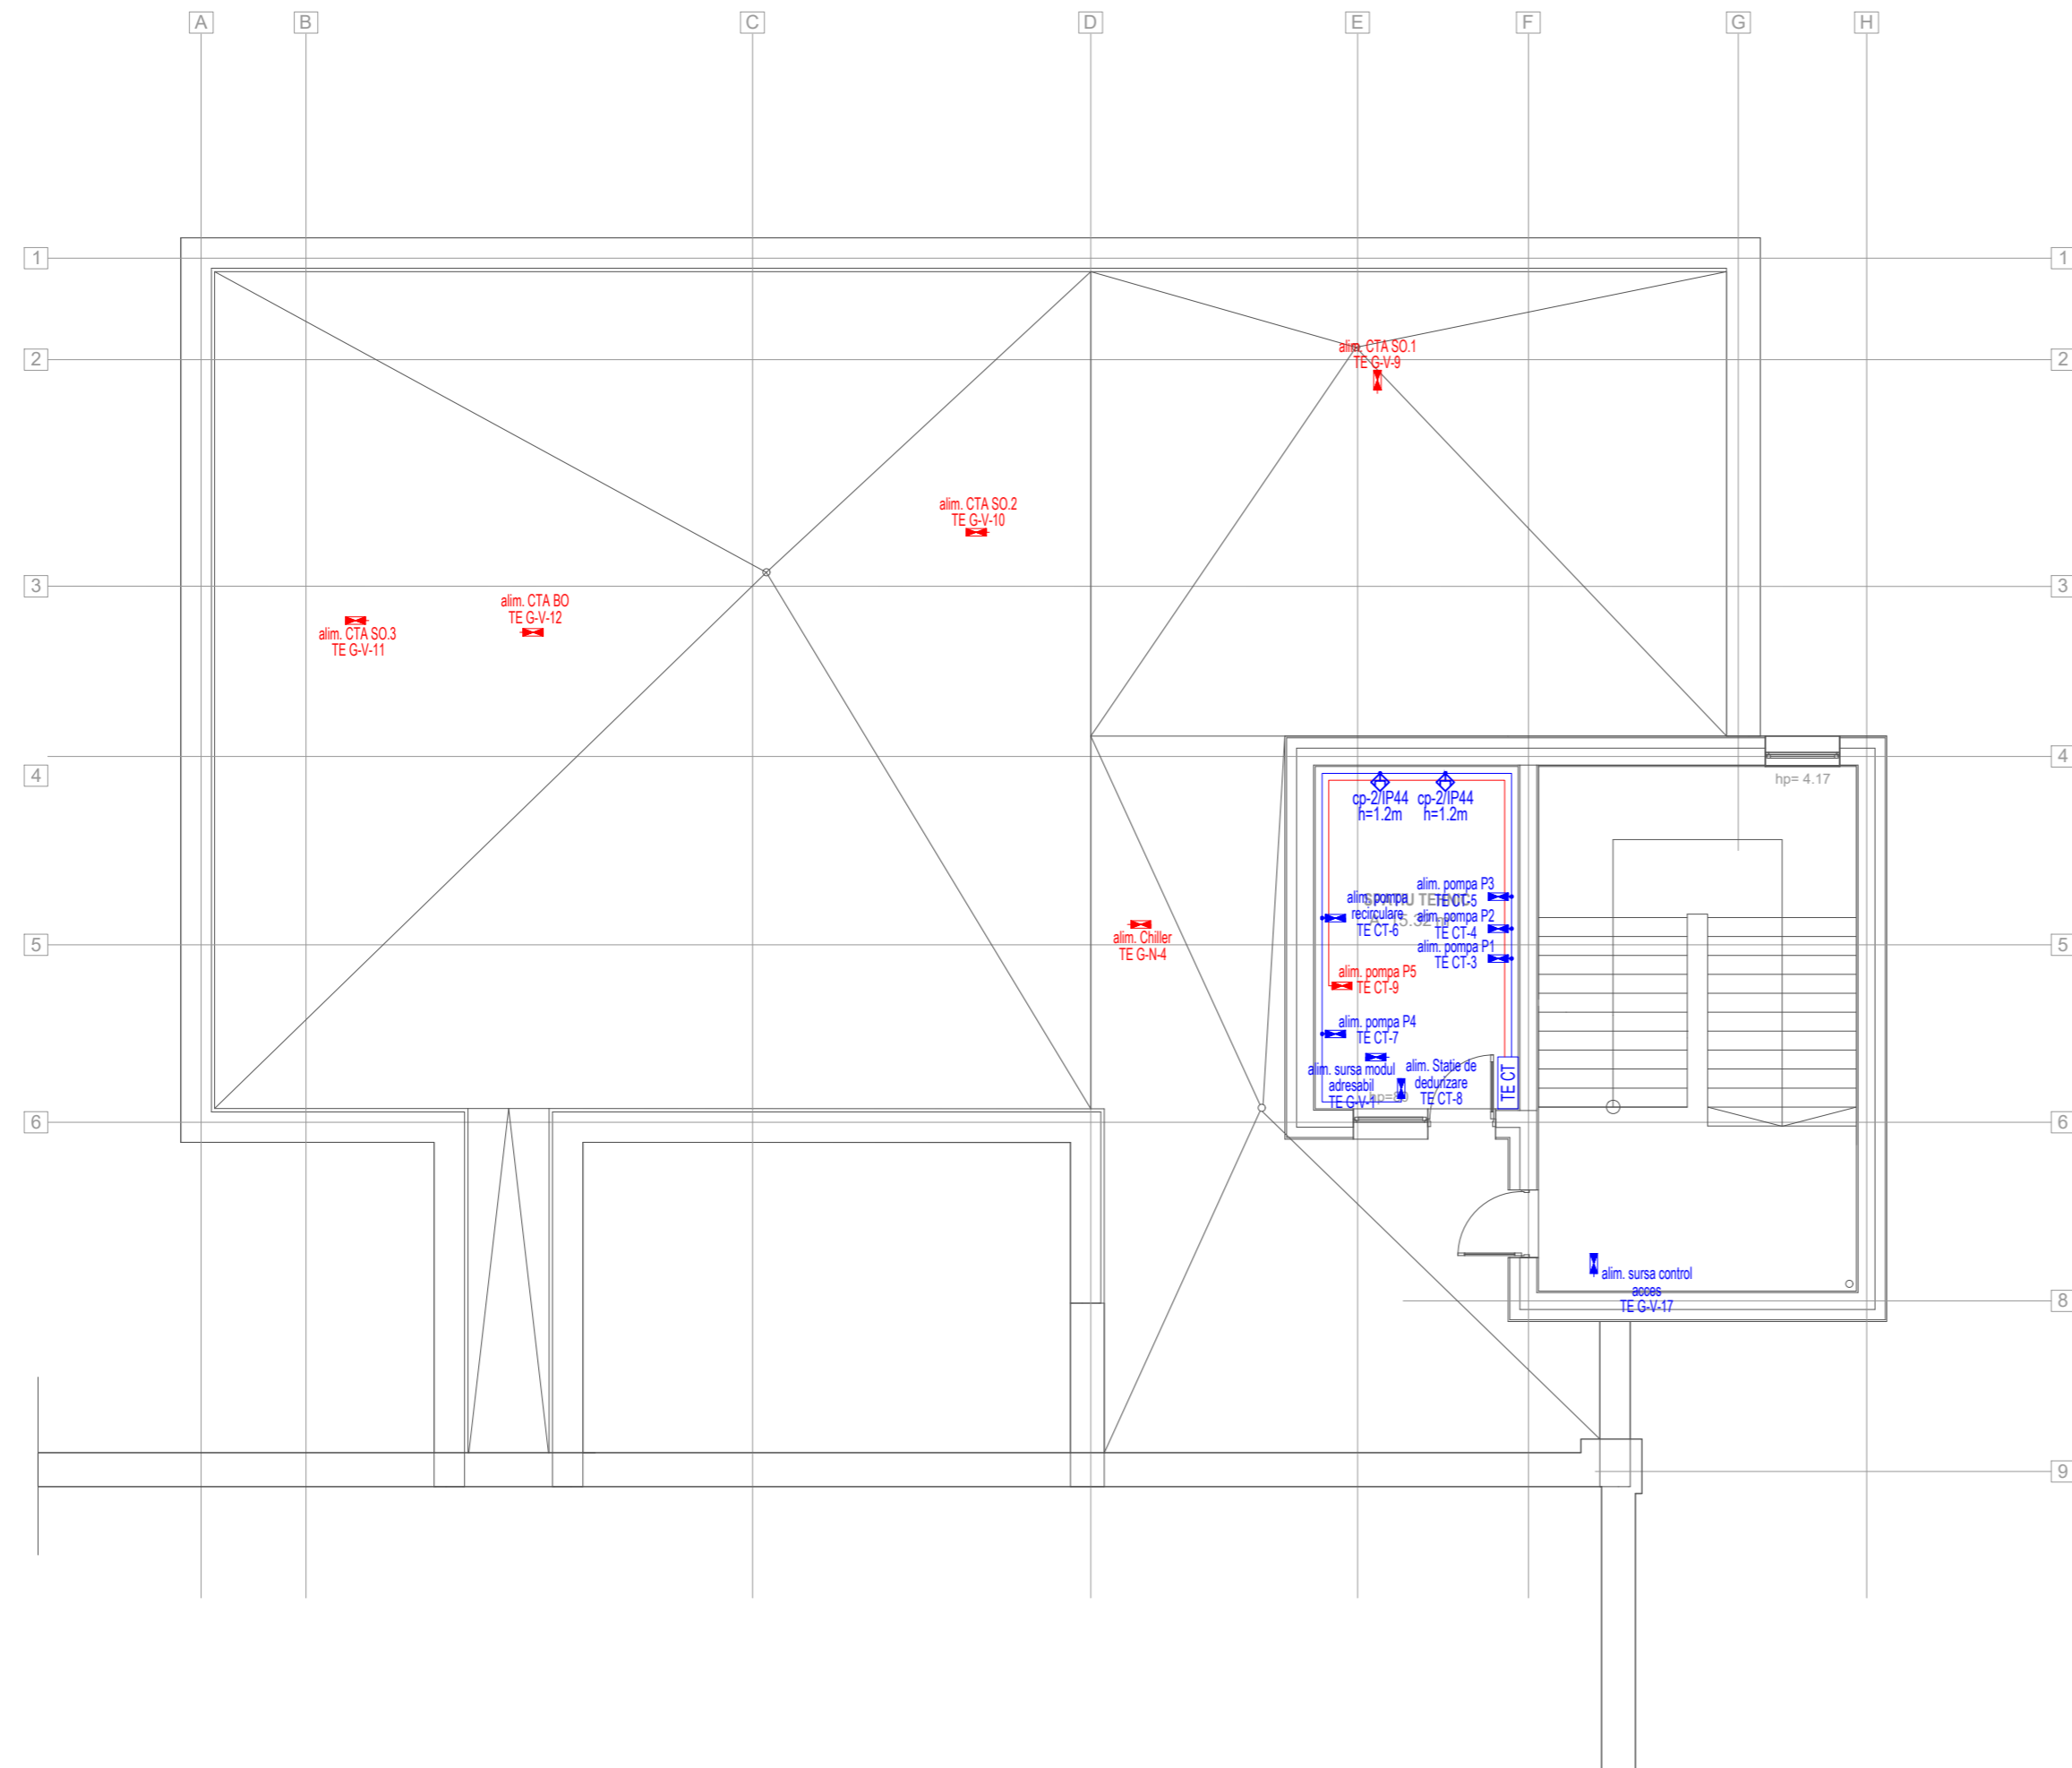 A
B
C
D
E
F
G
H
1
1
2
2
alim. CTA SO.1
TE G-V-9
alim. CTA SO.2
TE G-V-10
3
3
alim. CTA BO
TE G-V-12
alim. CTA SO.3
TE G-V-11
4
4
hp= 4.17
cp-2/IP44
h=1.2m
cp-2/IP44
h=1.2m
alim. pompa
recirculare
TE CT-6
alim. pompa P3
TE CT-5
alim. pompa P2
TE CT-4
alim. pompa P1
TE CT-3
5
5
alim. Chiller
TE G-N-4
alim. pompa P5
TE CT-9
alim. pompa P4
TE CT-7
alim. sursa modul
adresabil
TE G-V-1
alim. Statie de
dedurizare
TE CT-8
TE CT
6
6
alim. sursa control
acces
TE G-V-17
8
9